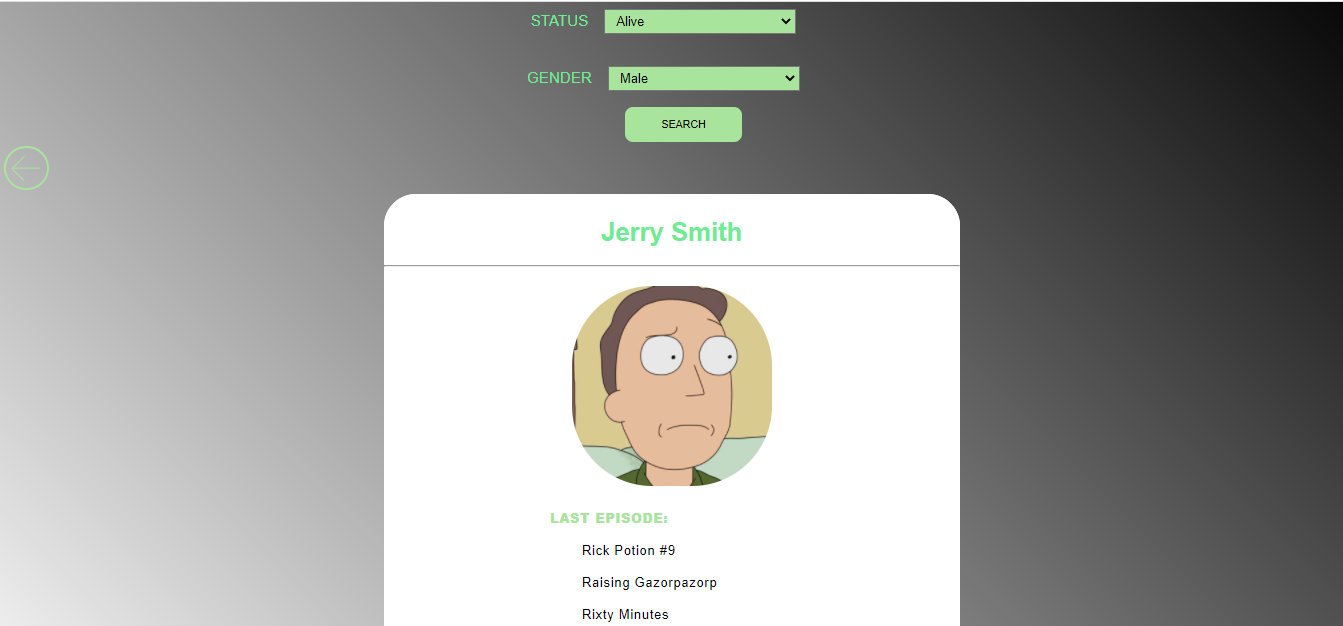 STATUS Alive
GENDER Male
SEARCH
Jerry Smith
LAST EPISODE:
Rick Potion #9
Raising Gazorpazorp
Rixty Minutes